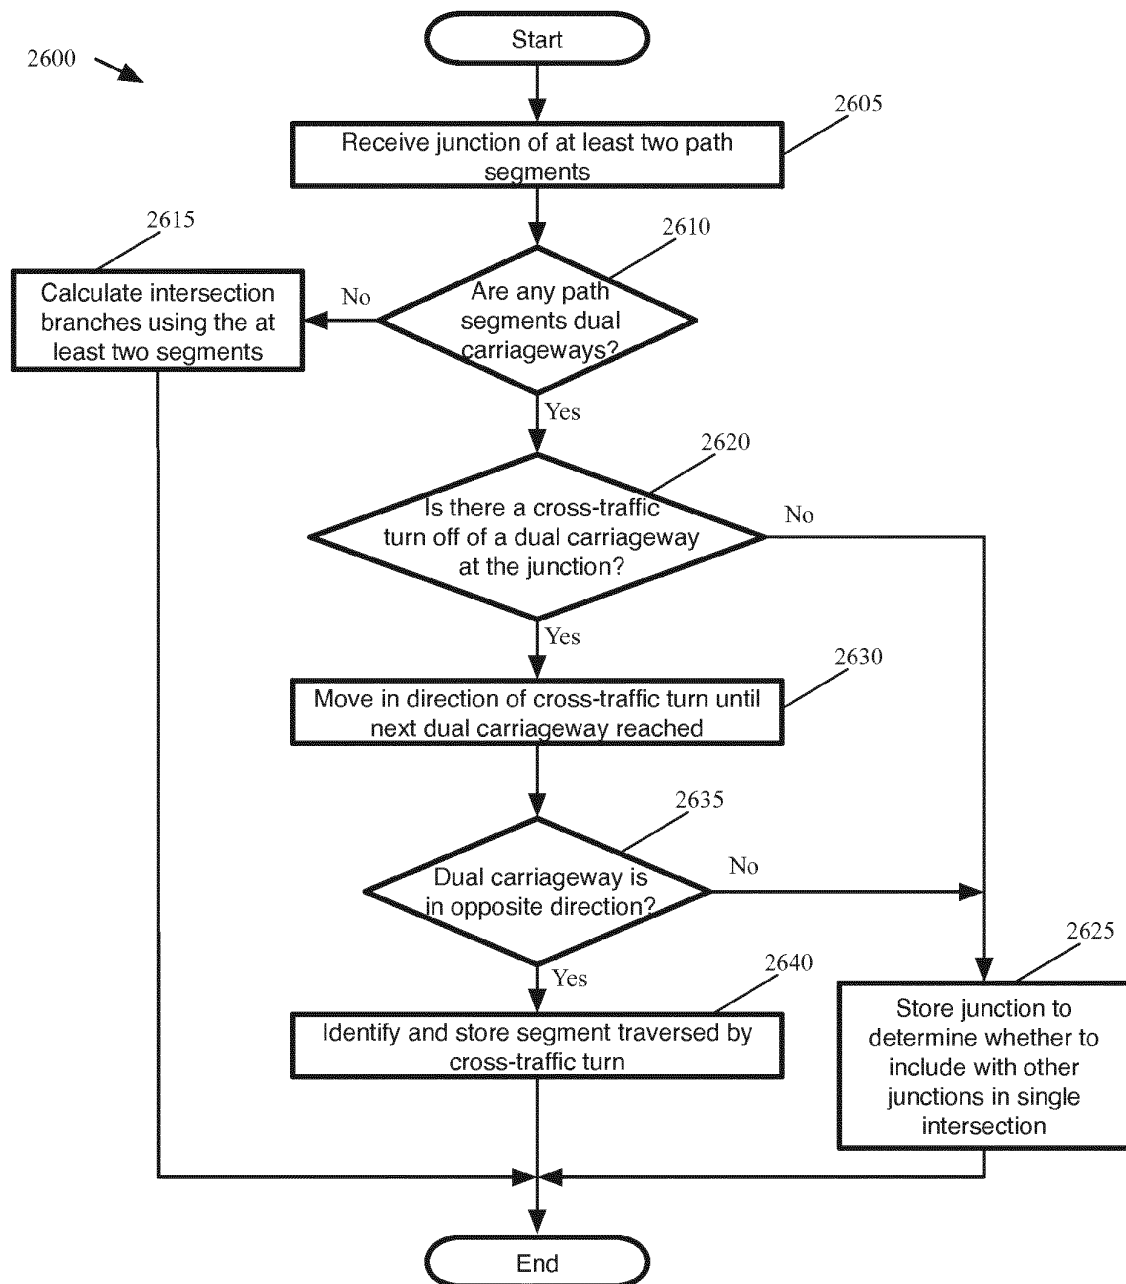 Start
2600
2605
Receive junction of at least two path
segments
2615
2610
Calculate intersection
branches using the at
least two segments
No
Are any path
segments dual
carriageways?
Yes
2620
Is there a cross-traffic
turn off of a dual carriageway
at the junction?
No
Yes
2630
Move in direction of cross-traffic turn until
next dual carriageway reached
2635
Dual carriageway is
in opposite direction?
No
Yes
2640
2625
Identify and store segment traversed by
cross-traffic turn
Store junction to
determine whether to
include with other
junctions in single
intersection
End